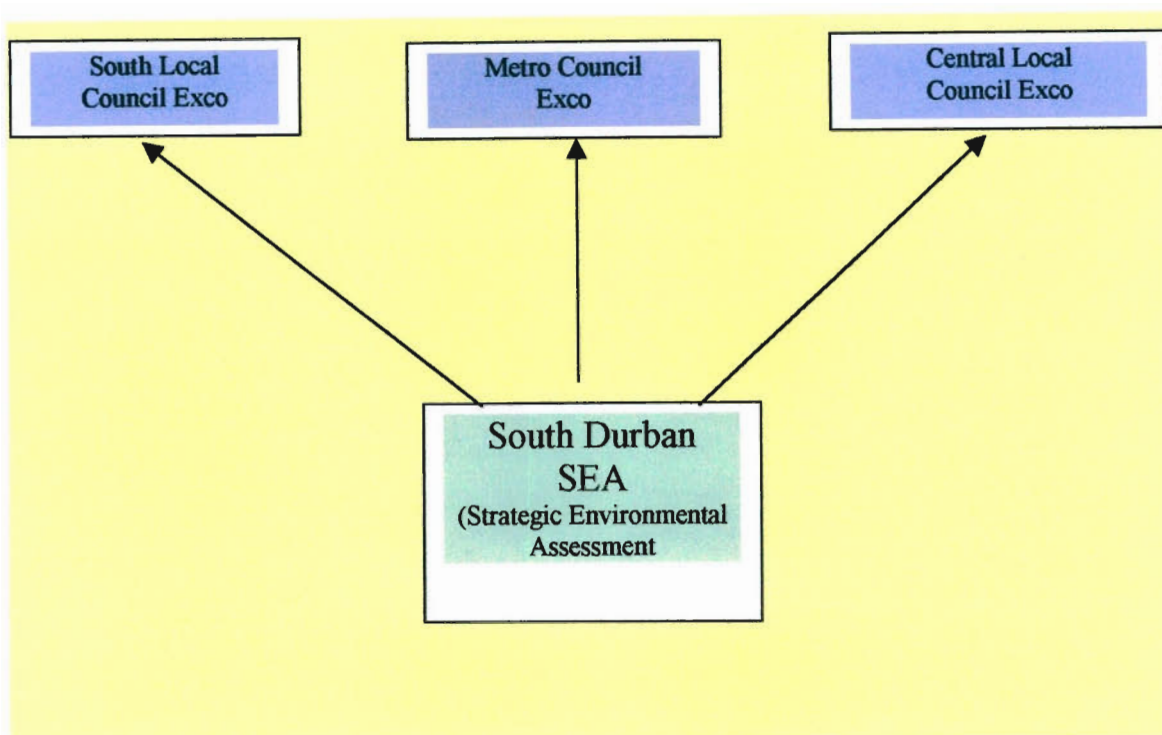 South Local
Council Exco
Metro Council
Exco
Central Local
Council Exco
South Durban
SEA
(Strategic Environmental
Assessment